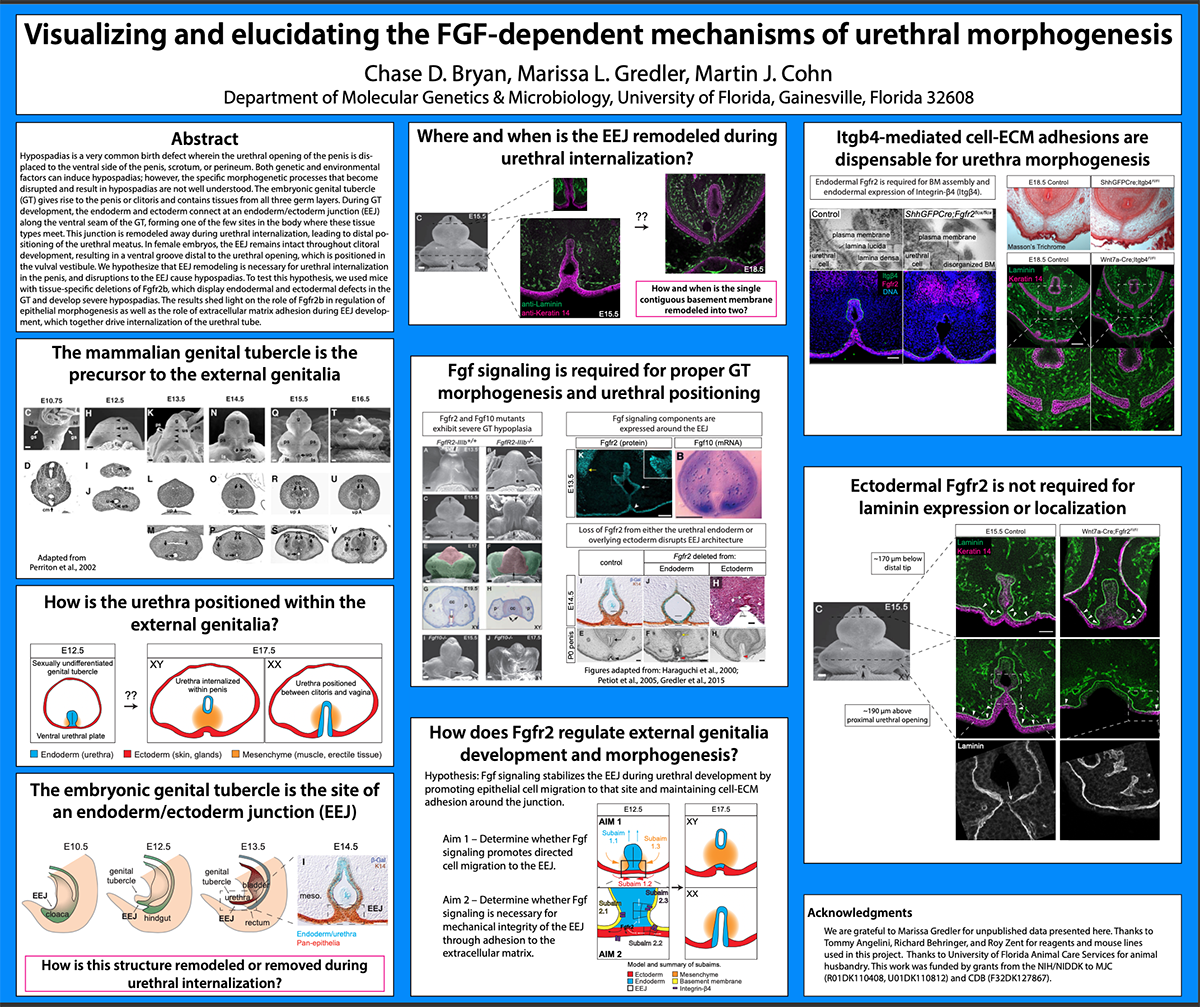 Visualizing and elucidating the FGF-dependent mechanisms of urethral morphogenesis
Chase D. Bryan, Marissa L. Gredler, Martin J. Cohn
Department of Molecular Genetics & Microbiology, University of Florida, Gainesville, Florida 32608
Abstract
Hypospadias is a very common birth defect wherein the urethral opening of the penis is dis-
placed to the ventral side of the penis, scrotum, or perineum. Both genetic and environmental
factors can induce hypospadias; however, the specific morphogenetic processes that become
disrupted and result in hypospadias are not well understood. The embryonic genital tubercle
(GT) gives rise to the penis or clitoris and contains tissues from all three germ layers. During GT
development, the endoderm and ectoderm connect at an endoderm/ectoderm junction (EEJ)
along the ventral seam of the GT, forming one of the few sites in the body where these tissue
types meet. This junction is remodeled away during urethral internalization, leading to distal po-
sitioning of the urethral meatus. In female embryos, the EEJ remains intact throughout clitoral
development, resulting in a ventral groove distal to the urethral opening, which is positioned in
the vulval vestibule. We hypothesize that EEJ remodeling is necessary for urethral internalization
in the penis, and disruptions to the EEJ cause hypospadias. To test this hypothesis, we used mice
with tissue-specific deletions of Fgfr2b, which display endodermal and ectodermal defects in the
GT and develop severe hypospadias. The results shed light on the role of Fgfr2b in regulation of
epithelial morphogenesis as well as the role of extracellular matrix adhesion during EEJ develop-
ment, which together drive internalization of the urethral tube.
The mammalian genital tubercle is the
precursor to the external genitalia
E10.75 E12.5 E13.5 E14.5 E15.5 E16.5
C H K N Q T
D I L O R U
J
M P S V
Adapted from
Perriton et al., 2002
How is the urethra positioned within the
external genitalia?
E12.5 E17.5
Sexually undifferentiated
genital tubercle
Ventral urethral plate
??
XY
Urethra internalized
within penis
XX
Urethra positioned
between clitoris and vagina
Endoderm (urethra) Ectoderm (skin, glands) Mesenchyme (muscle, erectile tissue)
The embryonic genital tubercle is the site of
an endoderm/ectoderm junction (EEJ)
E10.5 E12.5 E13.5 E14.5
EEJ
cloaca
genital
tubercle
EEJ
hindgut
genital
tubercle
bladder
urethra
EEJ
rectum
I
β-Gal
K14
meso.
EEJ
Endoderm/urethra
Pan-epithelia
How is this structure remodeled or removed during
urethral internalization?
Where and when is the EEJ remodeled during
urethral internalization?
C E15.5
anti-Laminin
anti-Keratin 14
E15.5
??
E18.5
How and when is the single
contiguous basement membrane
remodeled into two?
Fgf signaling is required for proper GT
morphogenesis and urethral positioning
Fgfr2 and Fgf10 mutants
exhibit severe GT hypoplasia
FgfR2-IIIb+/+ FgfR2-IIIb-/-
A E13.5 B
C E15.5 D
E E17 F
G E19.5 H
XY
I Fgf10-/- E15.5 J Fgf10-/- E17.5
XY
Fgf signaling components are
expressed around the EEJ
Fgfr2 (protein) Fgf10 (mRNA)
E13.5
K B
Loss of Fgfr2 from either the urethral endoderm or
overlying ectoderm disrupts EEJ architecture
control
Fgfr2 deleted from:
Endoderm Ectoderm
E14.5
I β-Gal
K14
J H
P0 penis
E F H
Figures adapted from: Haraguchi et al., 2000;
Petiot et al., 2005, Gredler et al., 2015
How does Fgfr2 regulate external genitalia
development and morphogenesis?
Hypothesis: Fgf signaling stabilizes the EEJ during urethral development by
promoting epithelial cell migration to that site and maintaining cell-ECM
adhesion around the junction.
Aim 1 – Determine whether Fgf
signaling promotes directed
cell migration to the EEJ.
Aim 2 – Determine whether Fgf
signaling is necessary for
mechanical integrity of the EEJ
through adhesion to the
extracellular matrix.
E12.5 E17.5
AIM 1
Subaim
1.1
Subaim
1.3
Subaim 1.2
Subaim
2.1
Subaim
2.3
Subaim 2.2
AIM 2
XY
XX
Model and summary of subaims.
Ectoderm Mesenchyme
Endoderm Basement membrane
EEJ Integrin-β4
Itgb4-mediated cell-ECM adhesions are
dispensable for urethra morphogenesis
Endodermal Fgfr2 is required for BM assembly and
endodermal expression of Integrin-β4 (Itgβ4).
Control ShhGFPCre;Fgfr2flox/flox
plasma membrane
lamina lucida
lamina densa
urethral
cell
plasma membrane
urethral
cell
disorganized BM
Itgβ4
Fgfr2
DNA
E18.5 Control ShhGFPCre;Itgb4
Masson's Trichrome
E18.5 Control Wnt7a-Cre;Itgb4
Laminin
Keratin 14
Ectodermal Fgfr2 is not required for
laminin expression or localization
E15.5 Control Wnt7a-Cre;Fgfr2
Laminin
Keratin 14
~170 μm below
distal tip
C E15.5
~190 μm above
proximal urethral opening
Laminin
Acknowledgments
We are grateful to Marissa Gredler for unpublished data presented here. Thanks to
Tommy Angelini, Richard Behringer, and Roy Zent for reagents and mouse lines
used in this project. Thanks to University of Florida Animal Care Services for animal
husbandry. This work was funded by grants from the NIH/NIDDK to MJC
(R01DK110408, U01DK110812) and CDB (F32DK127867).